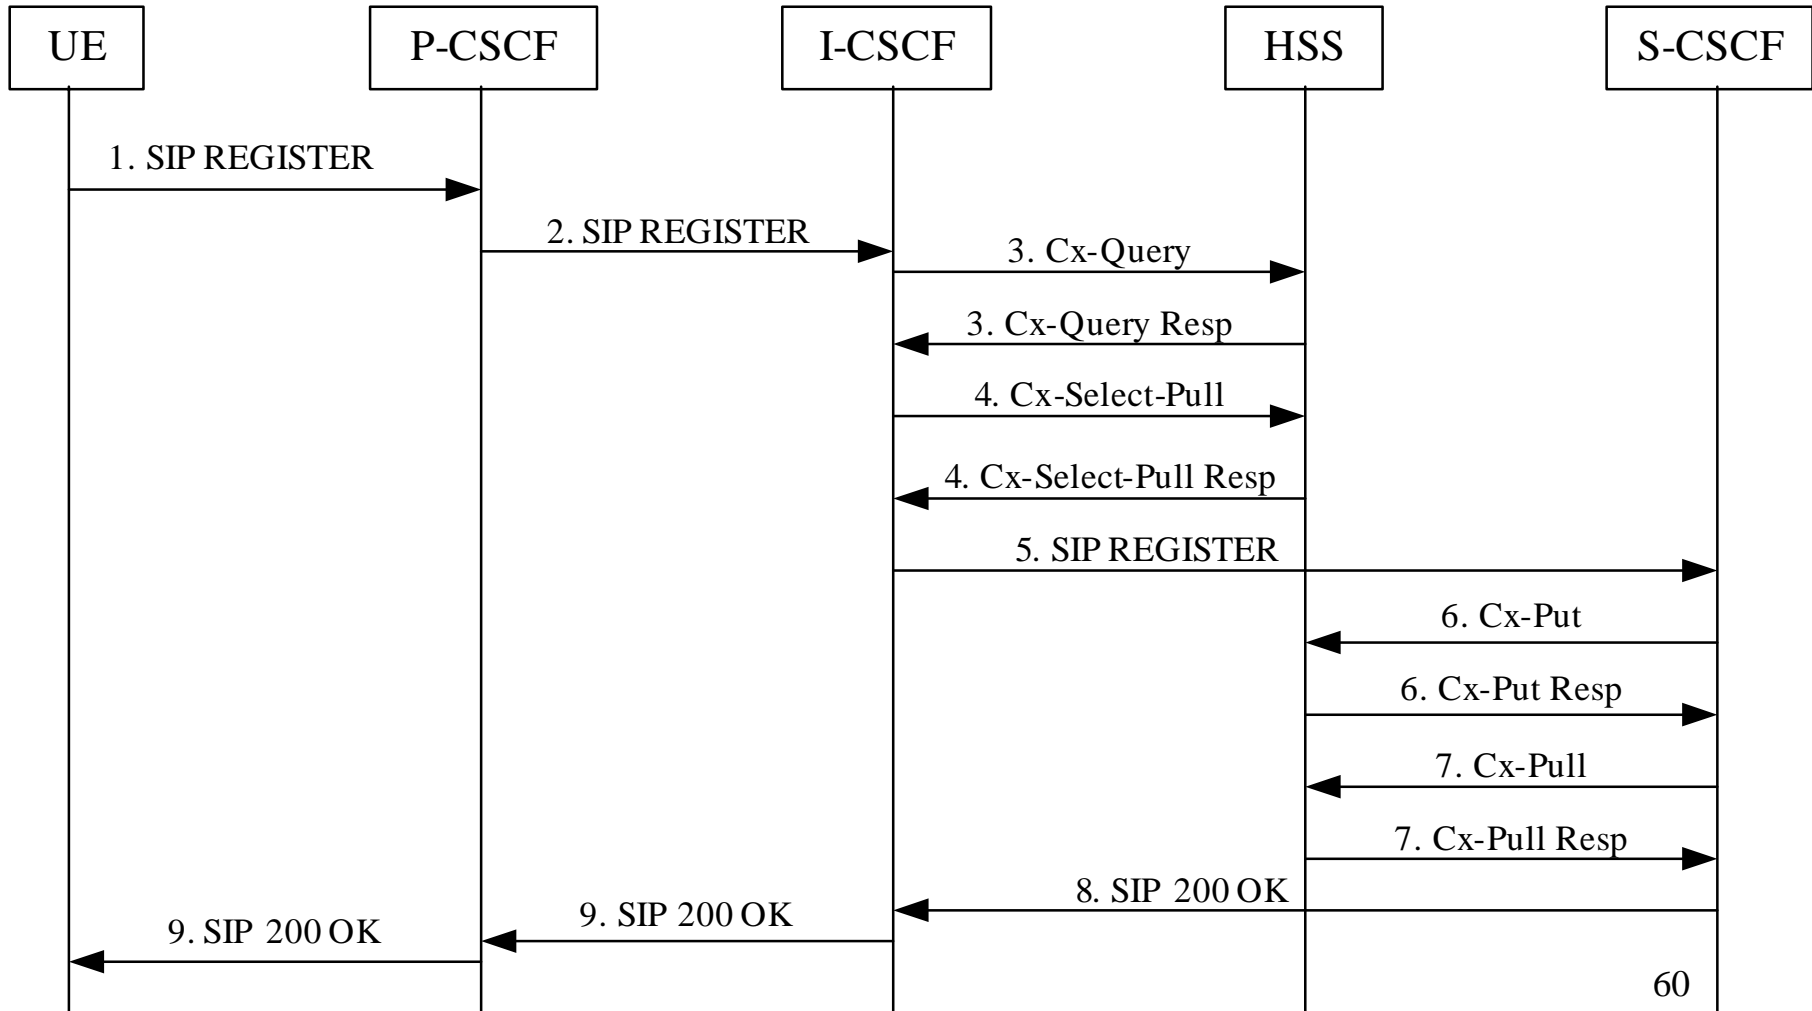 UE
P-CSCF
I-CSCF
HSS
S-CSCF
1. SIP REGISTER
2. SIP REGISTER
3. Cx-Query
3. Cx-Query Resp
4. Cx-Select-Pull
4. Cx-Select-Pull Resp
5. SIP REGISTER
6. Cx-Put
6. Cx-Put Resp
7. Cx-Pull
7. Cx-Pull Resp
8. SIP 200 OK
9. SIP 200 OK
9. SIP 200 OK
60